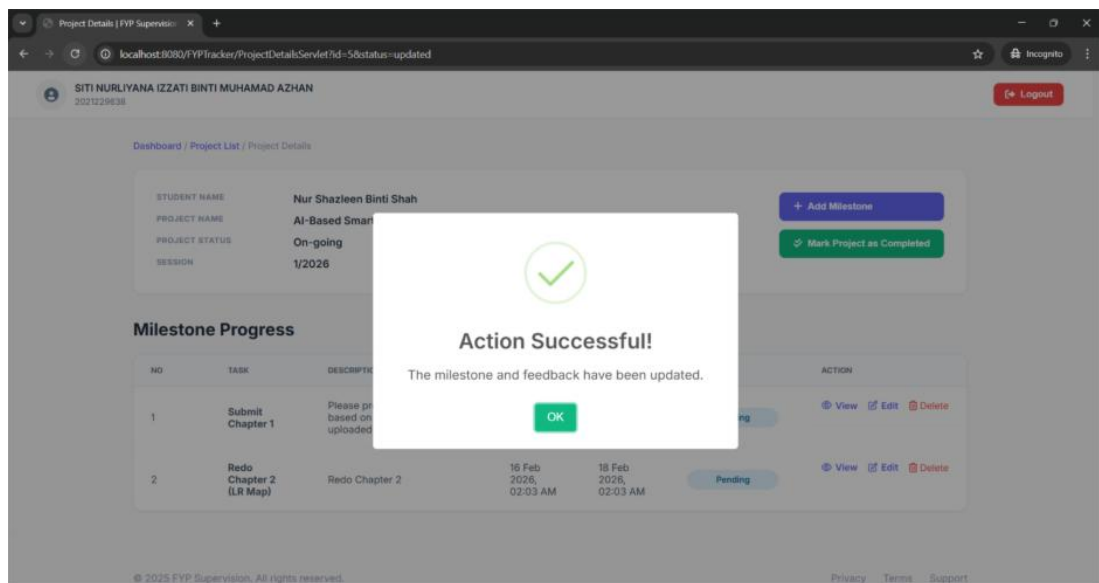 Project Details | FYP Supervisio
localhost:8080/FYPTracker/ProjectDetailsServlet?id=5&status=updated
Incognito
SITI NURLIYANA IZZATI BINTI MUHAMAD AZHAN
2021229638
Logout
Dashboard / Project List / Project Details
STUDENT NAME Nur Shazleen Binti Shah
+ Add Milestone
PROJECT NAME AI-Based Smar
PROJECT STATUS On-going
Mark Project as Completed
SESSION 1/2026
Action Successful!
The milestone and feedback have been updated.
OK
Milestone Progress
NO TASK DESCRIPTIO ACTION
1 Submit Chapter 1 Please pr
based on
uploaded
ng View Edit Delete
2 Redo Chapter 2 (LR Map) Redo Chapter 2 16 Feb 2026, 02:03 AM 18 Feb 2026, 02:03 AM Pending View Edit Delete
© 2025 FYP Supervision. All rights reserved. Privacy Terms Support